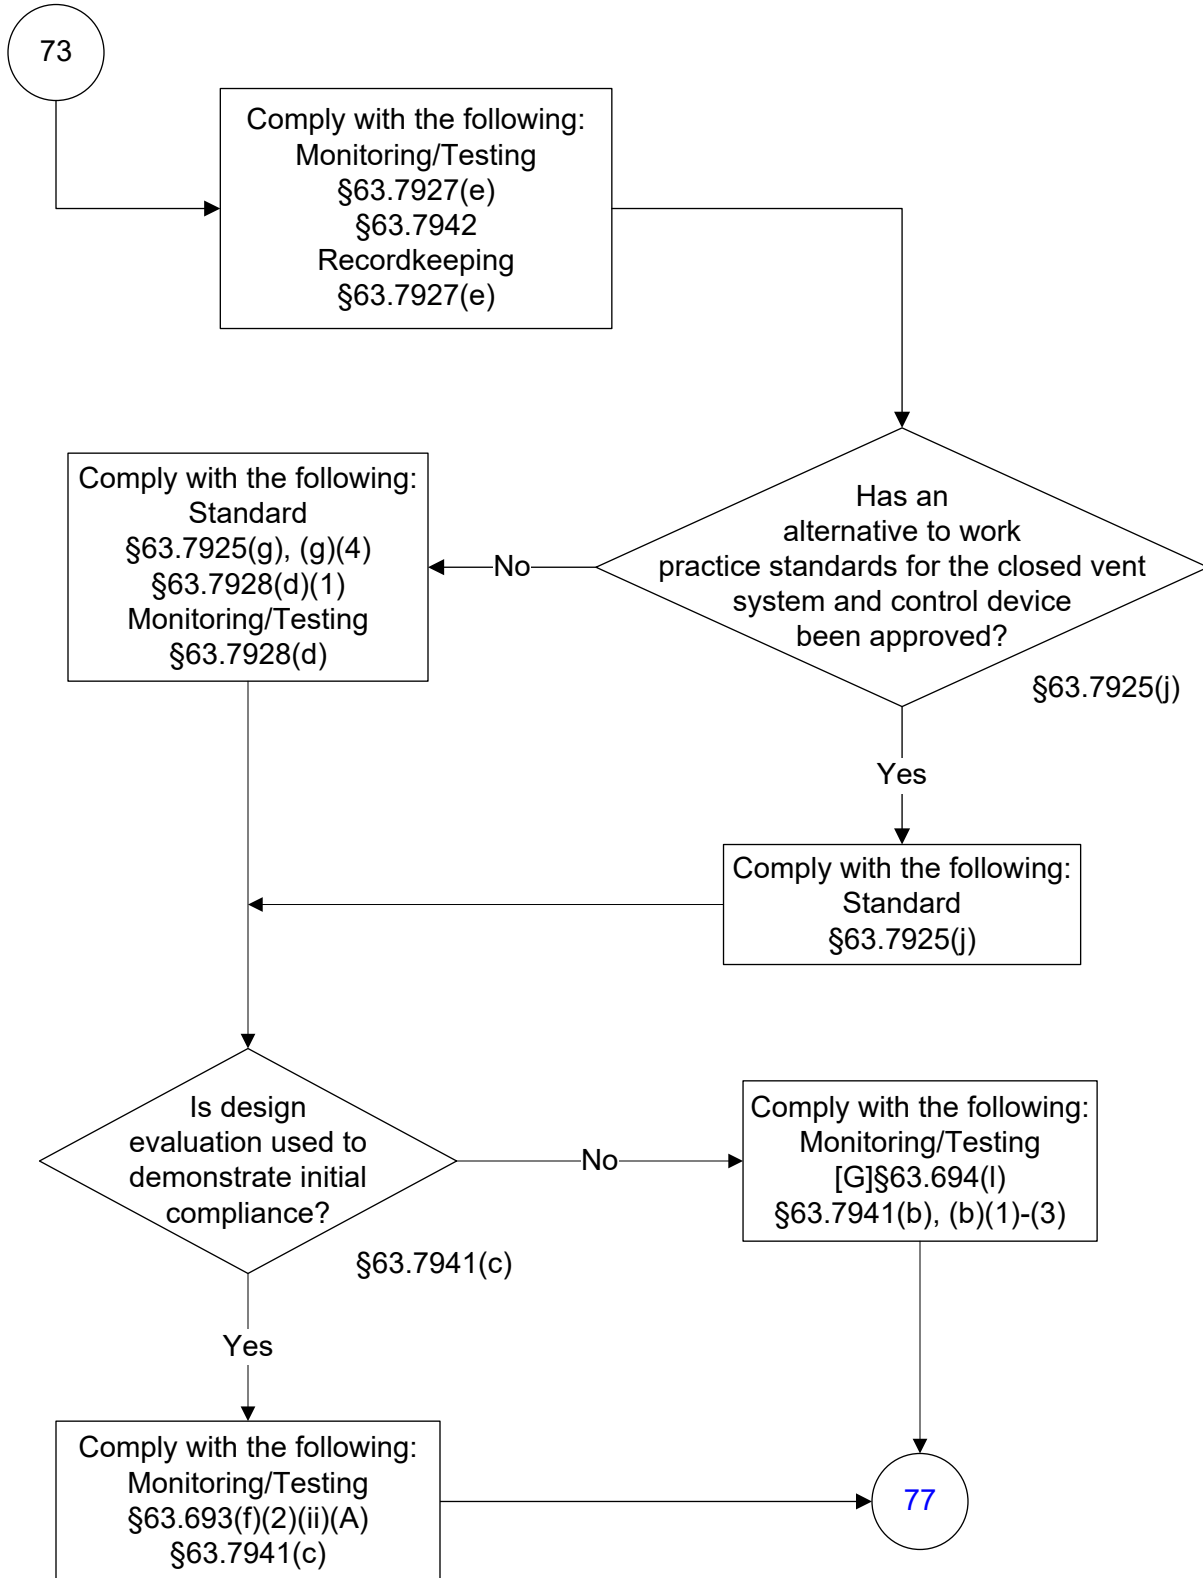 73
Comply with the following:
Monitoring/Testing
§63.7927(e)
§63.7942
Recordkeeping
§63.7927(e)
Has an
alternative to work
practice standards for the closed vent
system and control device
been approved?
§63.7925(j)
No
Comply with the following:
Standard
§63.7925(g), (g)(4)
§63.7928(d)(1)
Monitoring/Testing
§63.7928(d)
Yes
Comply with the following:
Standard
§63.7925(j)
Is design
evaluation used to
demonstrate initial
compliance?
§63.7941(c)
No
Comply with the following:
Monitoring/Testing
[G]§63.694(l)
§63.7941(b), (b)(1)-(3)
Yes
Comply with the following:
Monitoring/Testing
§63.693(f)(2)(ii)(A)
§63.7941(c)
77